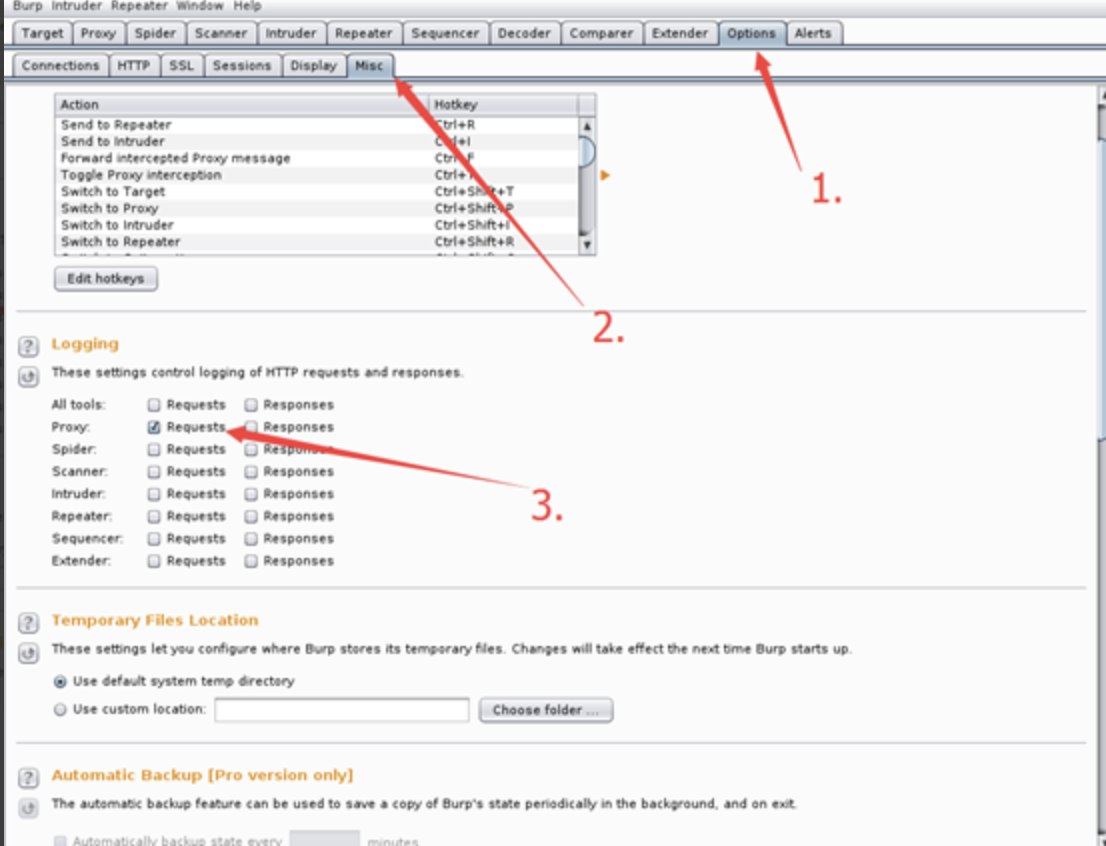 Burp Intruder Repeater Window Help
Target Proxy Spider Scanner Intruder Repeater Sequencer Decoder Comparer Extender Options Alerts
Connections HTTP SSL Sessions Display Misc
1.
Action Hotkey
Send to Repeater Ctrl+R
Send to Intruder Ctrl+I
Forward intercepted Proxy message Ctrl+F
Toggle Proxy interception
Switch to Target Ctrl+Shift+T
Switch to Proxy Ctrl+Shift+P
Switch to Intruder Ctrl+Shift+I
Switch to Repeater Ctrl+Shift+R
Edit hotkeys
2.
Logging
These settings control logging of HTTP requests and responses.
All tools: Requests Responses
Proxy: Requests Responses
Spider: Requests Responses
Scanner: Requests Responses
Intruder: Requests Responses
Repeater: Requests Responses
Sequencer: Requests Responses
Extender: Requests Responses
3.
Temporary Files Location
These settings let you configure where Burp stores its temporary files. Changes will take effect the next time Burp starts up.
Use default system temp directory
Use custom location: Choose folder ...
Automatic Backup [Pro version only]
The automatic backup feature can be used to save a copy of Burp's state periodically in the background, and on exit.
Automatically backup state every minutes